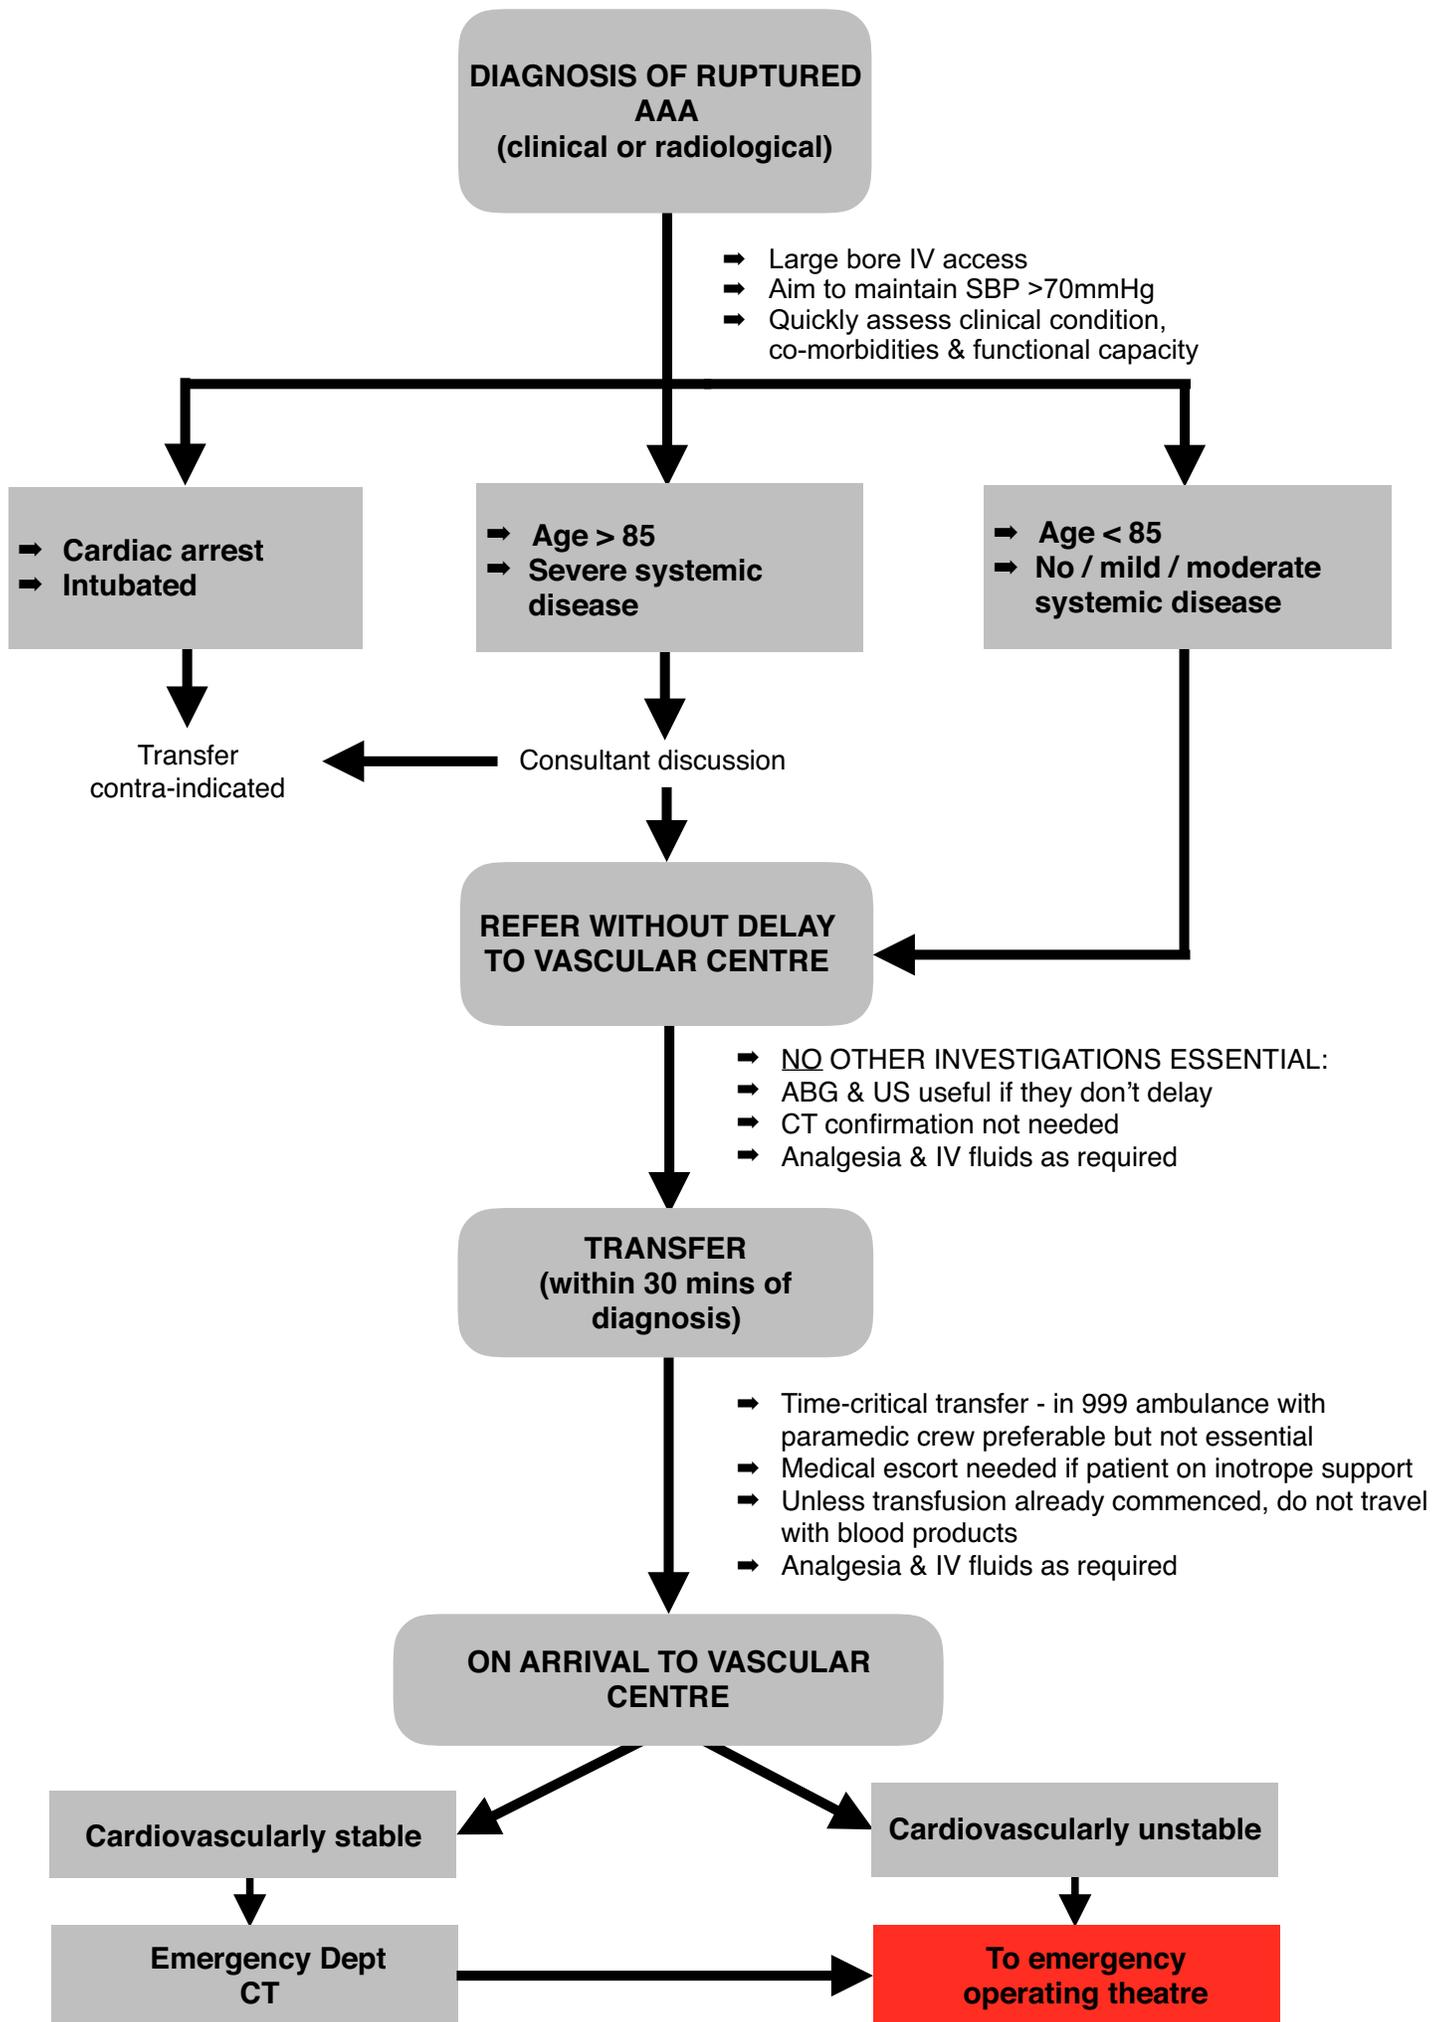 DIAGNOSIS OF RUPTURED
AAA
(clinical or radiological)
➡ Large bore IV access
➡ Aim to maintain SBP >70mmHg
➡ Quickly assess clinical condition,
co-morbidities & functional capacity
➡ Cardiac arrest
➡ Intubated
➡ Age > 85
➡ Severe systemic
disease
➡ Age < 85
➡ No / mild / moderate
systemic disease
Transfer
contra-indicated
Consultant discussion
REFER WITHOUT DELAY
TO VASCULAR CENTRE
➡ NO OTHER INVESTIGATIONS ESSENTIAL:
➡ ABG & US useful if they don’t delay
➡ CT confirmation not needed
➡ Analgesia & IV fluids as required
TRANSFER
(within 30 mins of
diagnosis)
➡ Time-critical transfer - in 999 ambulance with
paramedic crew preferable but not essential
➡ Medical escort needed if patient on inotrope support
➡ Unless transfusion already commenced, do not travel
with blood products
➡ Analgesia & IV fluids as required
ON ARRIVAL TO VASCULAR
CENTRE
Cardiovascularly stable
Cardiovascularly unstable
Emergency Dept
CT
To emergency
operating theatre